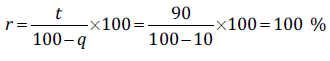 r = t/(100−q) × 100 = 90/(100−10) × 100 = 100 %